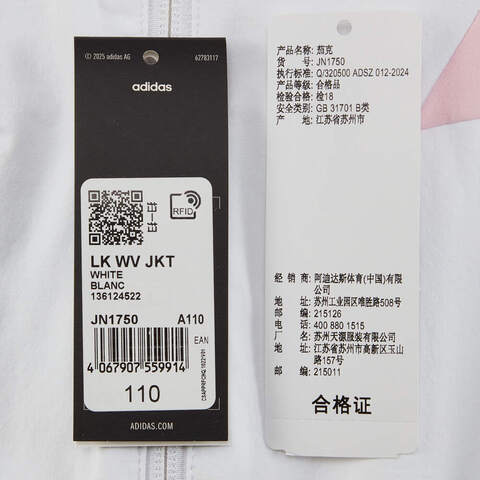 © 2025 adidas AG 62783117
adidas
RFID
LK WV JKT
WHITE
BLANC
136124522
JN1750 A110
EAN
4 067907 559914
110
ADIDAS.COM
产品名称: 茄克
货 号: JN1750
执行标准: Q/320500 ADSZ 012-2024
产品等级: 合格品
检验合格: 检18
安全类别: GB 31701 B类
产 地: 江苏省苏州市
经 销 商: 阿迪达斯体育(中国)有限
公司
地 址: 苏州工业园区唯胜路508号
邮 编: 215126
电 话: 400 880 1515
厂 名: 苏州天源服装有限公司
地 址: 江苏省苏州市高新区玉山
路157号
邮 编: 215011
合格证